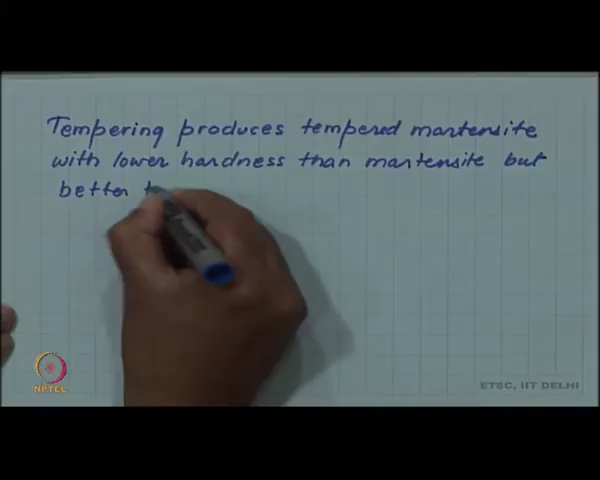 Tempering produces tempered martensite
with lower hardness than martensite but
better t
NPTEL
ETSC, IIT DELHI